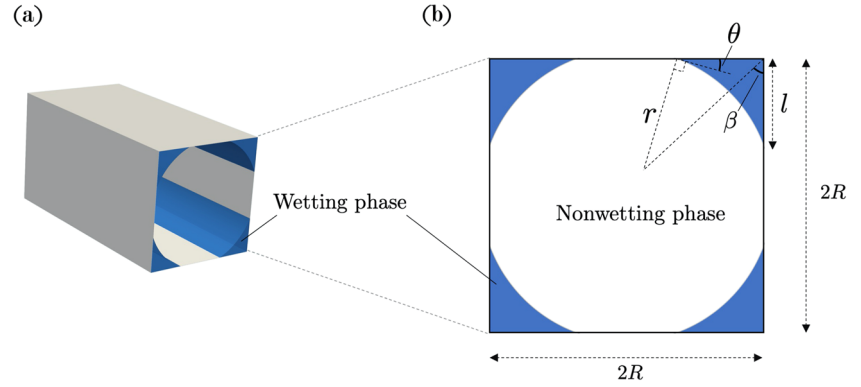 (a)
(b)
θ
r
β
l
Wetting phase
Nonwetting phase
2R
2R